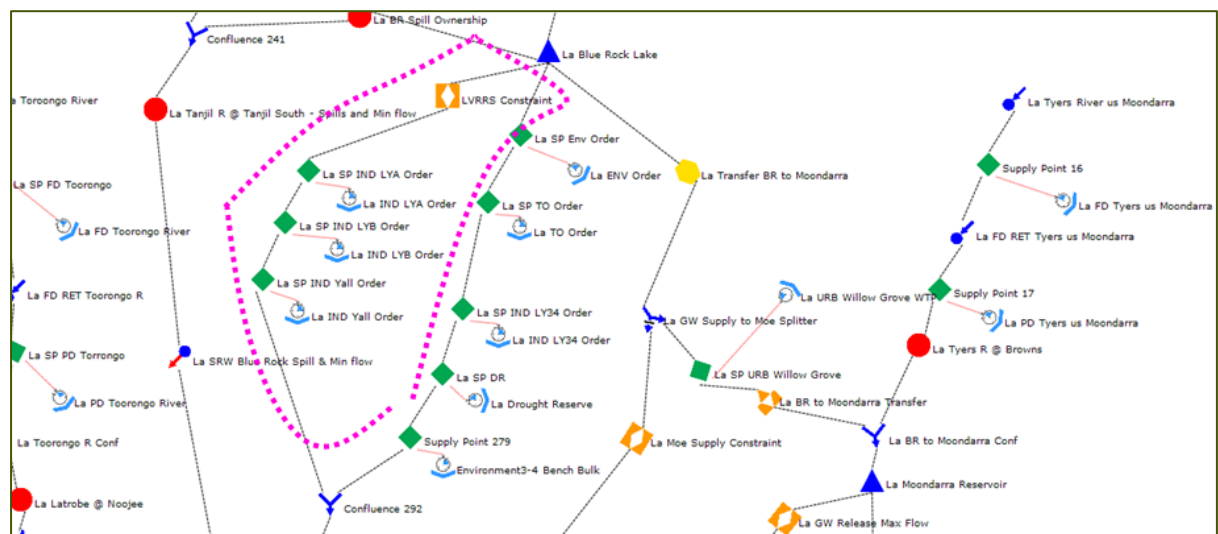 La BR Spill Ownership
Confluence 241
La Blue Rock Lake
a Toroongo River
LVRRS Constraint
La Tyers River us Moondarra
La Tanjil R @ Tanjil South - Spills and Min flow
La SP Env Order
La SP IND LYA Order
La ENV Order
La Transfer BR to Moondarra
Supply Point 16
La SP FD Toorongo
La IND LYA Order
La SP TO Order
La FD Tyers us Moondarra
La FD Toorongo River
La SP IND LYB Order
La TO Order
La FD RET Tyers us Moondarra
La IND LYB Order
La SP IND Yall Order
La FD RET Toorongo R
La IND Yall Order
La SP IND LY34 Order
La URB Willow Grove WTP
Supply Point 17
La GW Supply to Moe Splitter
La PD Tyers us Moondarra
La IND LY34 Order
La SP PD Torrongo
La SRW Blue Rock Spill & Min flow
La Tyers R @ Browns
La SP DR
La SP URB Willow Grove
La PD Toorongo River
La Drought Reserve
La BR to Moondarra Transfer
La Toorongo R Conf
Supply Point 279
La Moe Supply Constraint
La BR to Moondarra Conf
Environment3-4 Bench Bulk
La Moondarra Reservoir
La Latrobe @ Noojee
Confluence 292
La GW Release Max Flow